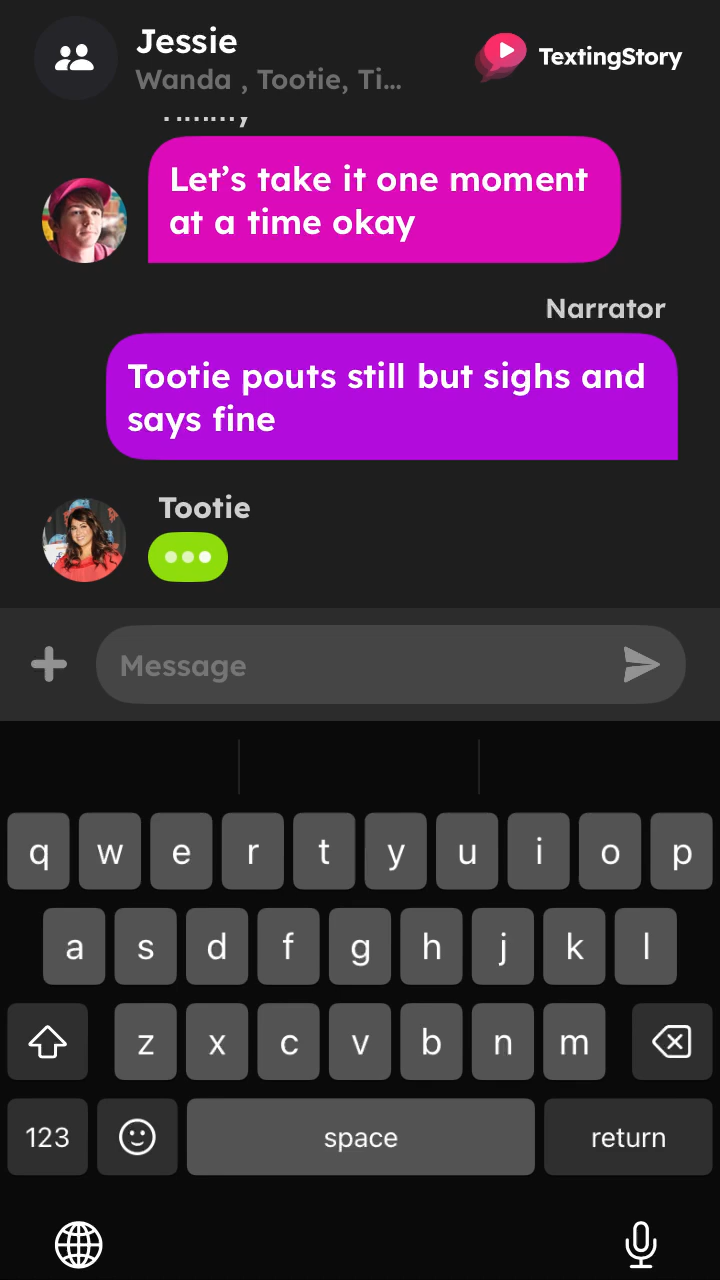 Jessie
Wanda , Tootie, Ti...
TextingStory
Let's take it one moment
at a time okay
Narrator
Tootie pouts still but sighs and
says fine
Tootie
Message
q w e r t y u i o p
a s d f g h j k l
z x c v b n m
123 space return